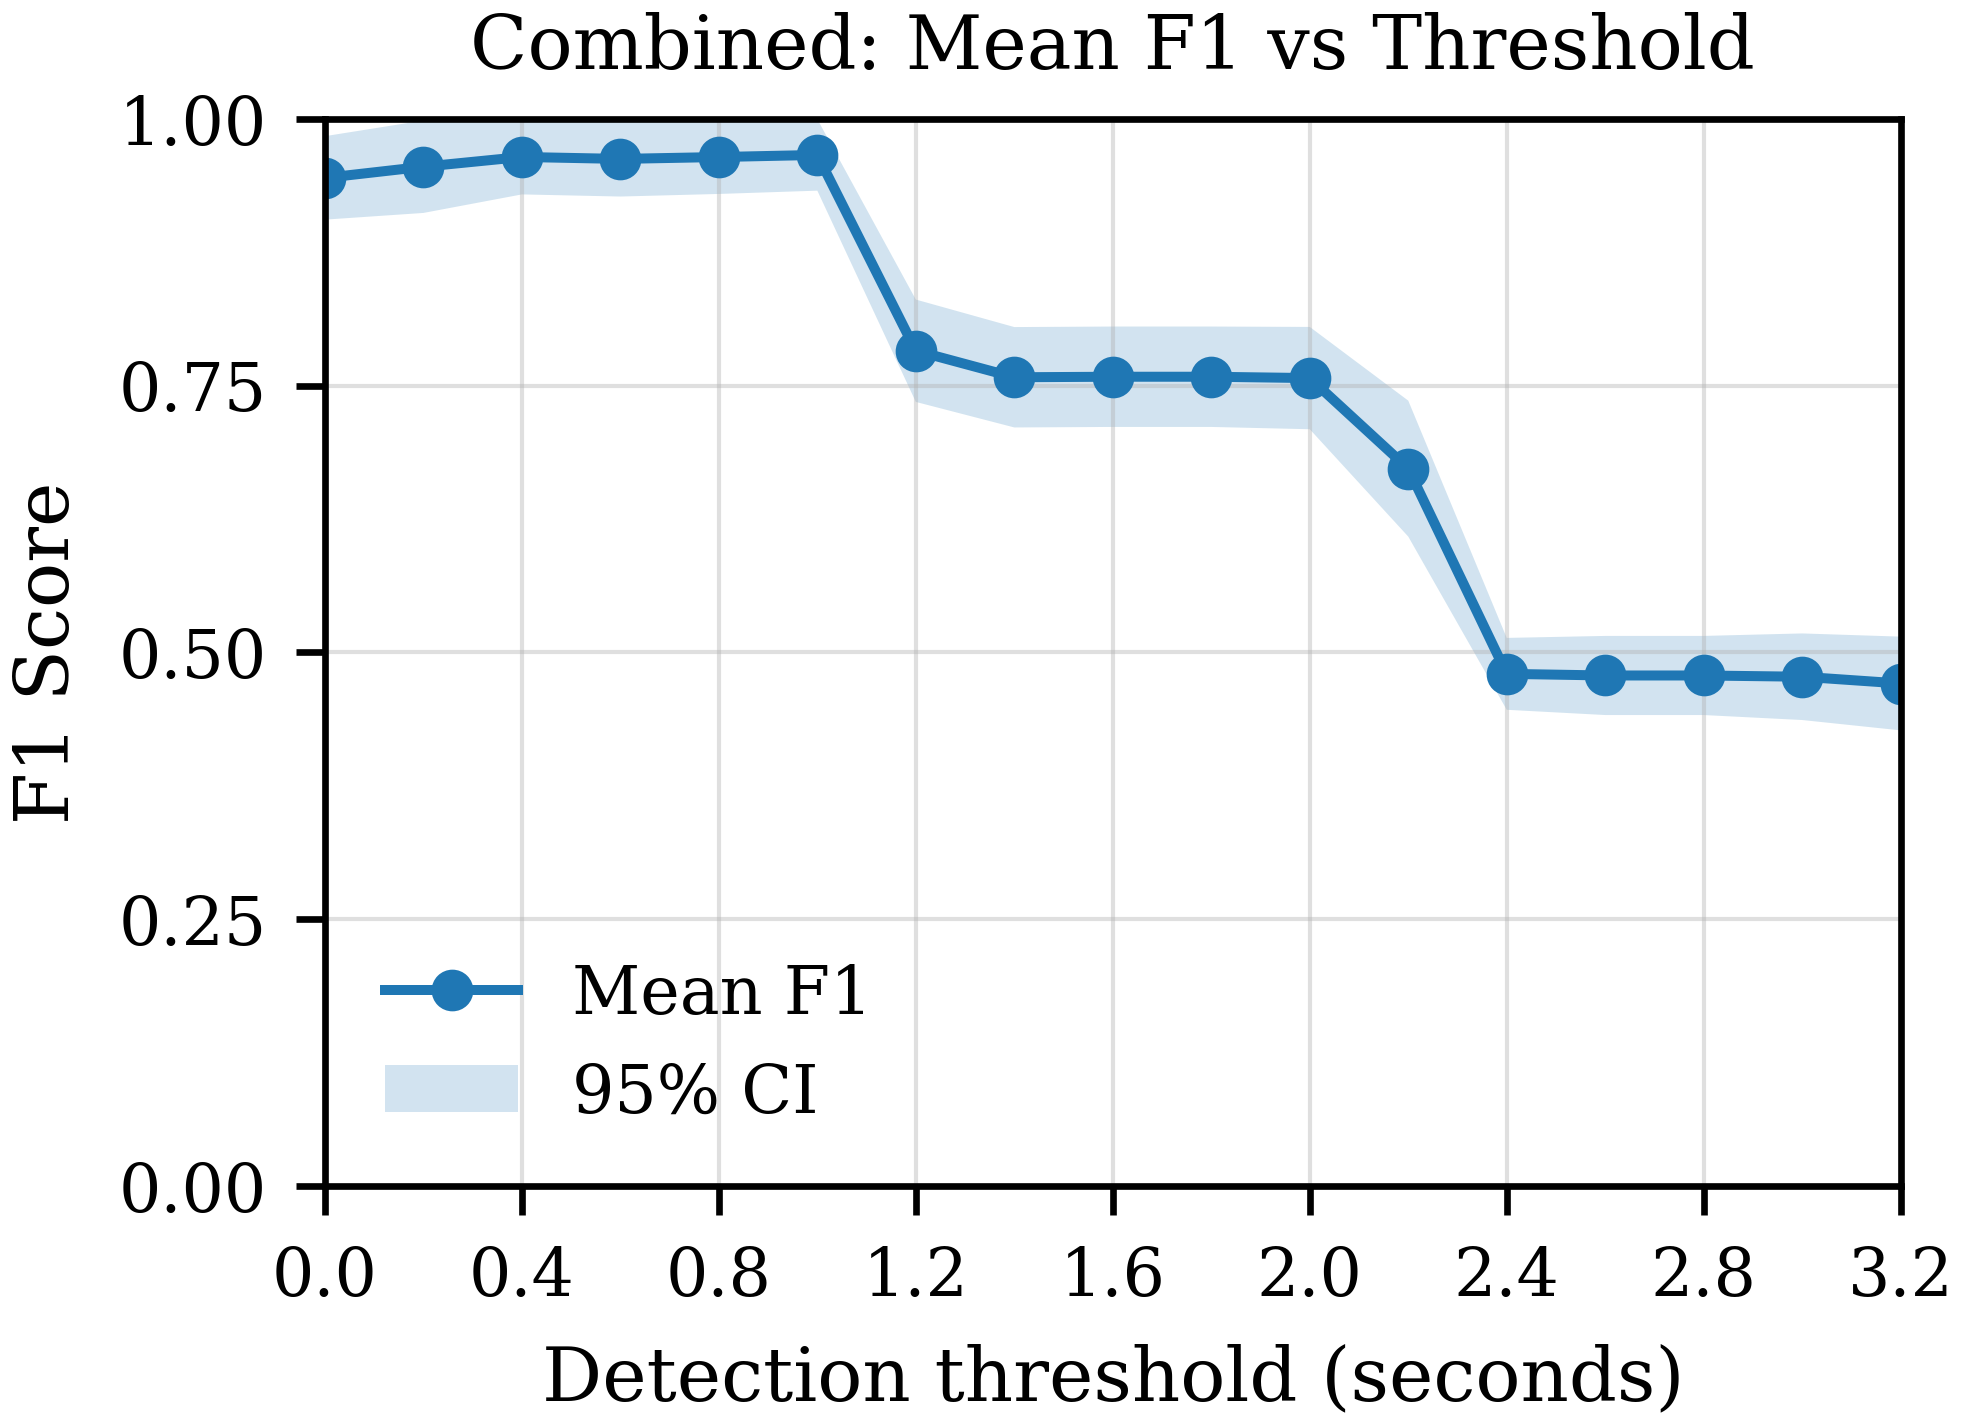 Combined: Mean F1 vs Threshold
1.00
0.75
0.50
0.25
0.00
F1 Score
Mean F1
95% CI
0.0 0.4 0.8 1.2 1.6 2.0 2.4 2.8 3.2
Detection threshold (seconds)